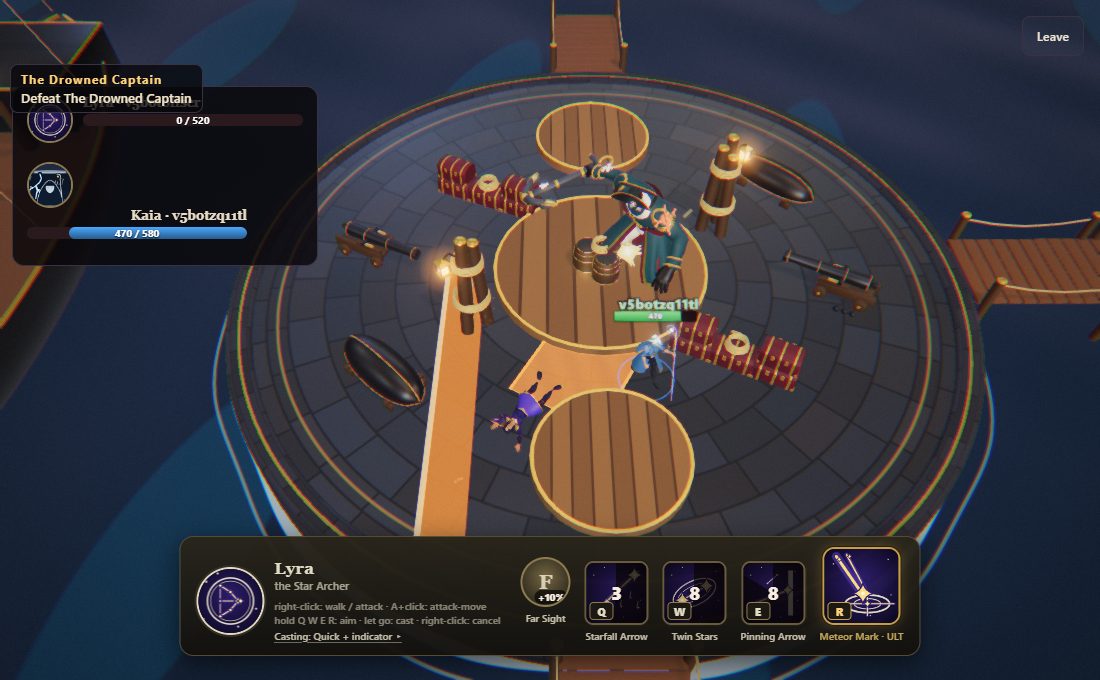 Leave
The Drowned Captain
Defeat The Drowned Captain
0 / 520
Kaia - v5botzq11tl
470 / 580
v5botzq11tl
470
Lyra
the Star Archer
right-click: walk / attack · A+click: attack-move
hold Q W E R: aim · let go: cast · right-click: cancel
Casting: Quick + indicator ▸
F
+10%
Far Sight
3
Q
Starfall Arrow
8
W
Twin Stars
8
E
Pinning Arrow
R
Meteor Mark · ULT